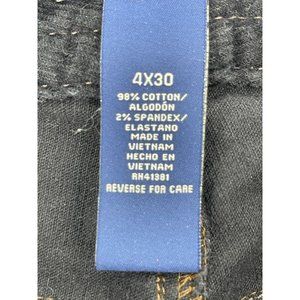 4X30
98% COTTON/
ALGODÓN
2% SPANDEX/
ELASTANO
MADE IN
VIETNAM
HECHO EN
VIETNAM
RN41381
REVERSE FOR CARE